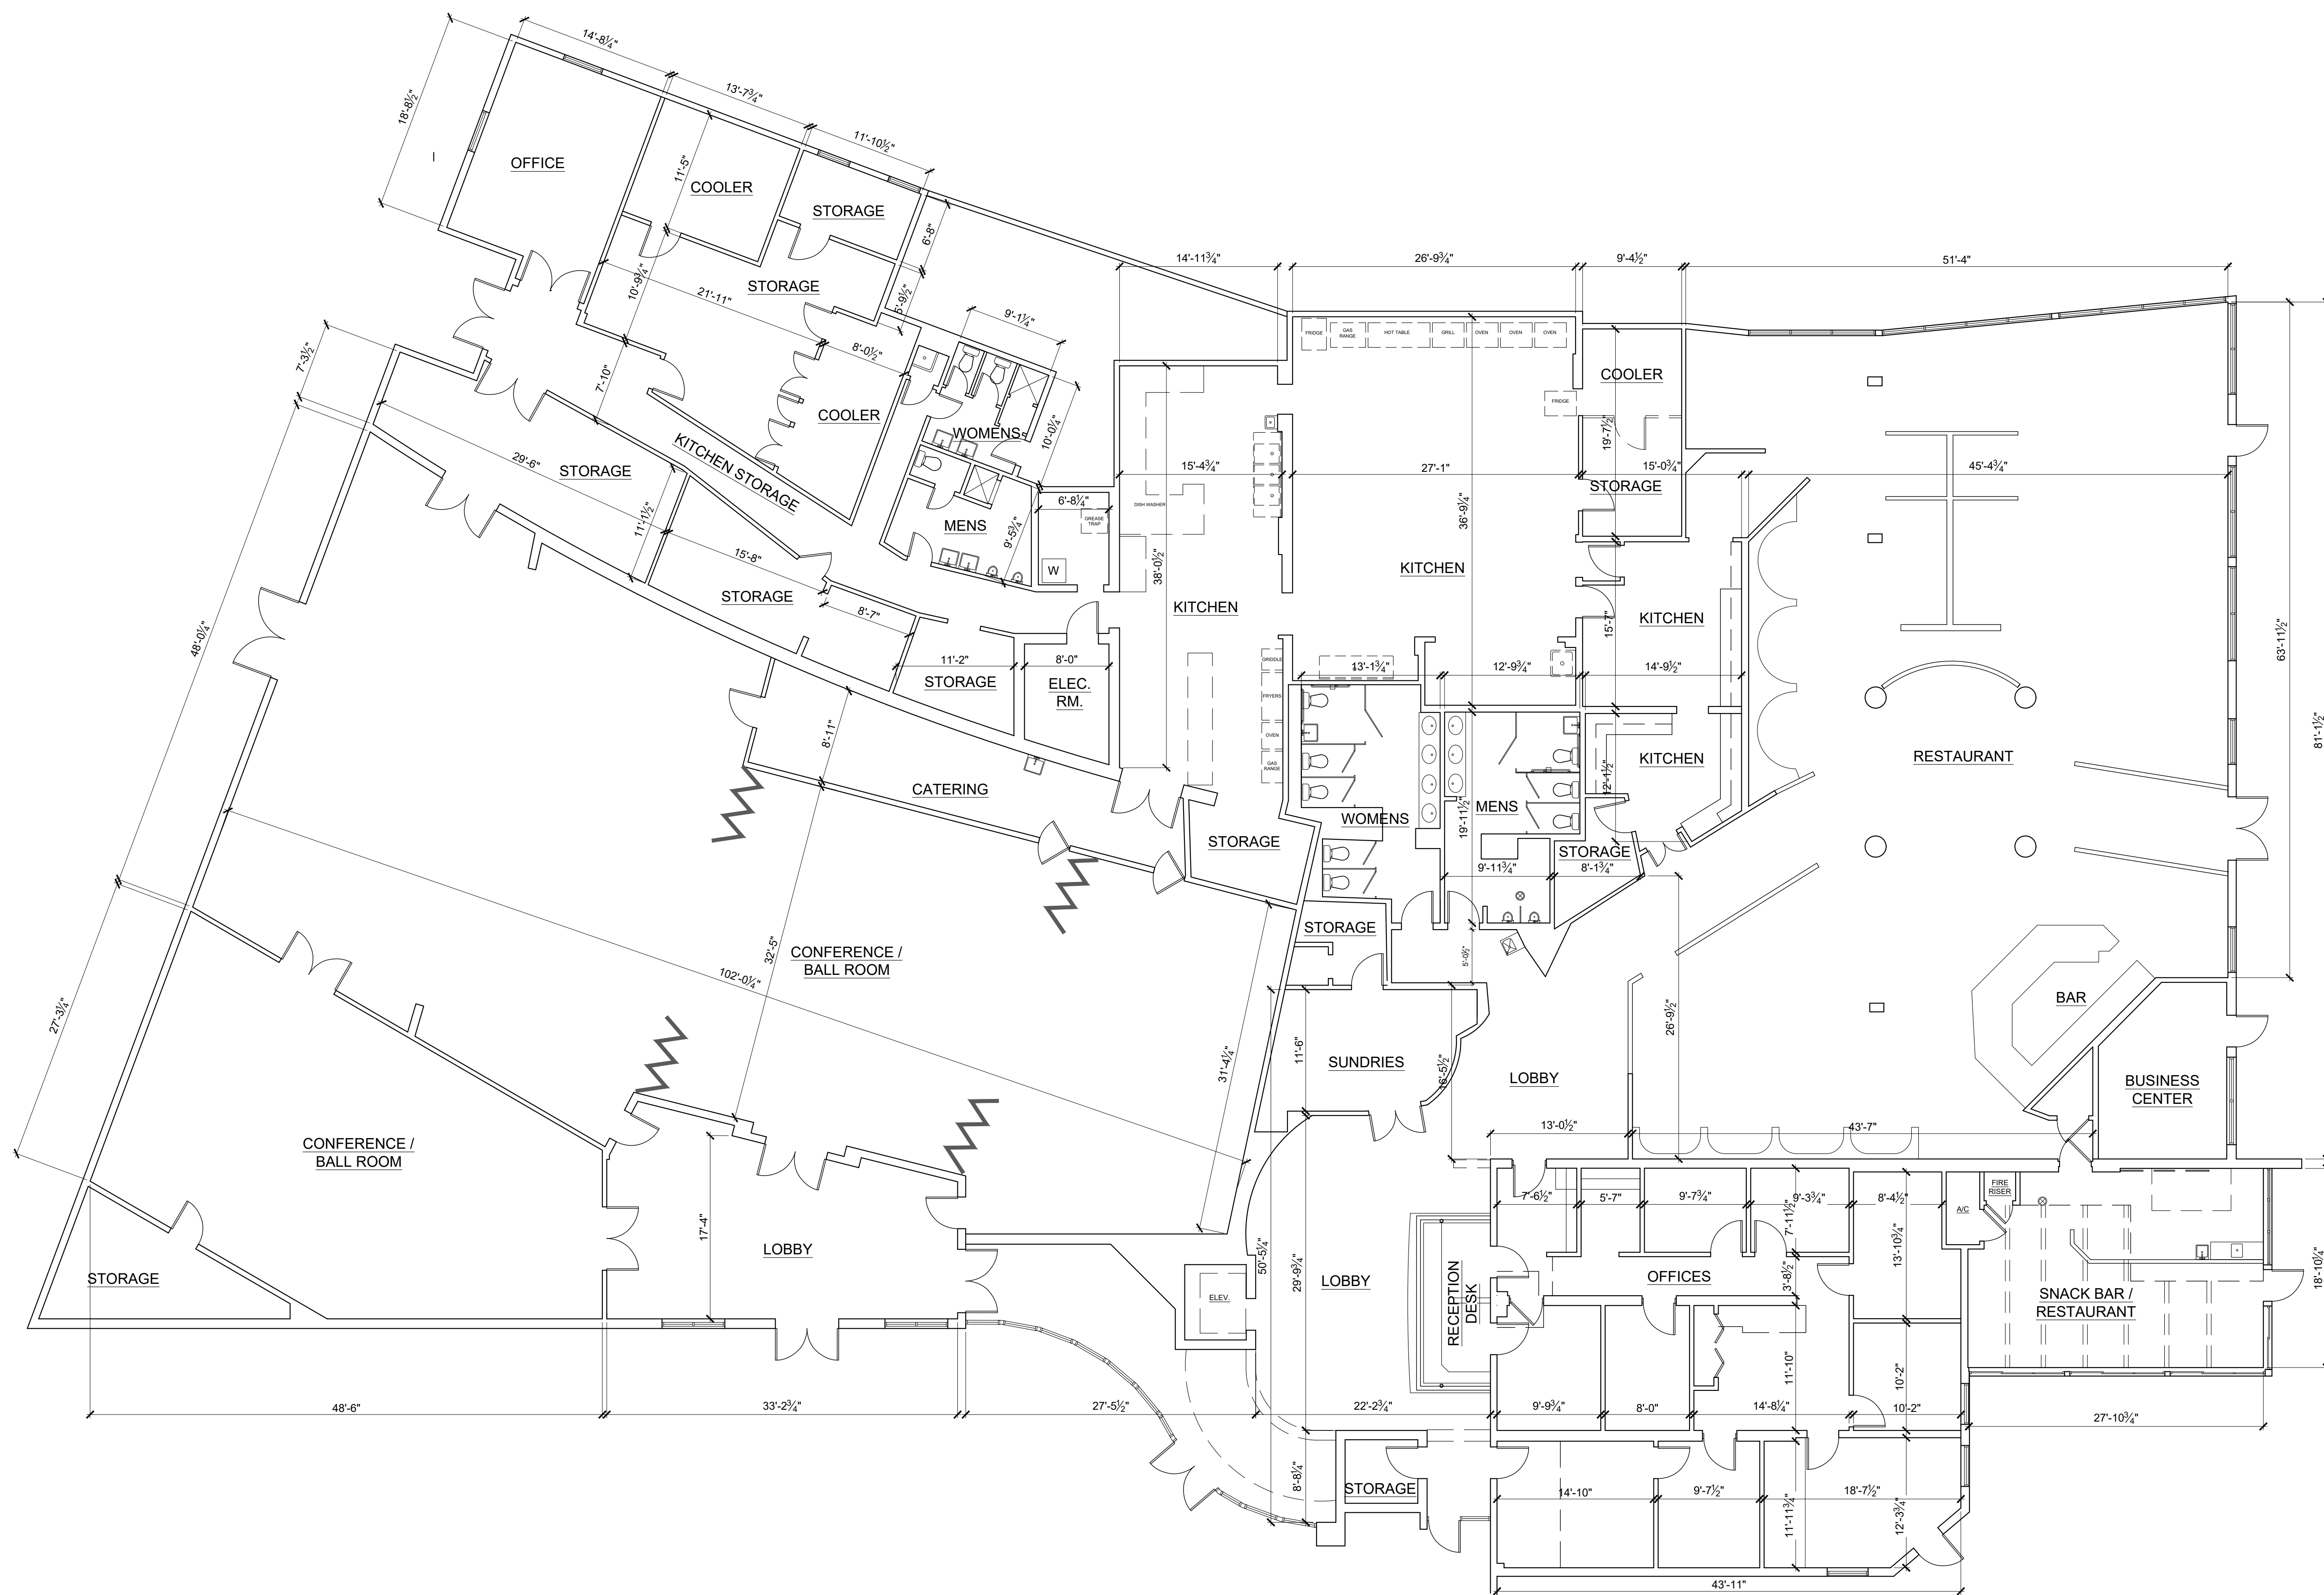 14'-8¼"
13'-7¾"
11'-10½"
18'-8½"
OFFICE
11'-5"
COOLER
STORAGE
6'-8"
10'-9¾"
STORAGE
21'-11"
5'-9½"
9'-1¼"
8'-0½"
7'-3½"
7'-10"
COOLER
WOMENS
10'-0¼"
KITCHEN STORAGE
29'-6"
STORAGE
11'-1½"
MENS
9'-5¾"
6'-8¼"
GREASE
TRAP
W
15'-8"
STORAGE
8'-7"
11'-2"
STORAGE
8'-0"
ELEC.
RM.
48'-0¼"
8'-11"
CATERING
14'-11¾"
26'-9¾"
9'-4½"
51'-4"
FRIDGE
GAS
RANGE
HOT TABLE
GRILL
OVEN
OVEN
OVEN
FRIDGE
COOLER
19'-7½"
15'-4¾"
27'-1"
15'-0¾"
45'-4¾"
STORAGE
DISH WASHER
36'-9¼"
38'-0½"
KITCHEN
KITCHEN
KITCHEN
15'-7"
63'-11½"
81'-1½"
GRIDDLE
FRYERS
OVEN
GAS
RANGE
13'-1¾"
12'-9¾"
14'-9½"
KITCHEN
RESTAURANT
12'-1½"
19'-11½"
WOMENS
MENS
STORAGE
STORAGE
9'-11¾"
8'-1¾"
STORAGE
5'-0½"
26'-9½"
BAR
27'-3¼"
102'-0¼"
32'-5"
CONFERENCE /
BALL ROOM
31'-4¼"
11'-6"
SUNDRIES
16'-5½"
LOBBY
BUSINESS
CENTER
13'-0½"
43'-7"
CONFERENCE /
BALL ROOM
17'-4"
LOBBY
STORAGE
ELEV.
50'-5¼"
29'-9¾"
LOBBY
RECEPTION
DESK
7'-6½"
5'-7"
9'-7¾"
9'-3¾"
8'-4½"
7'-11½"
13'-10¾"
A/C
FIRE
RISER
OFFICES
3'-8½"
SNACK BAR /
RESTAURANT
18'-10¼"
11'-10"
10'-2"
48'-6"
33'-2¾"
27'-5½"
22'-2¾"
9'-9¾"
8'-0"
14'-8¼"
10'-2"
27'-10¾"
8'-8¼"
STORAGE
14'-10"
9'-7½"
18'-7½"
11'-11¾"
12'-3¾"
43'-11"